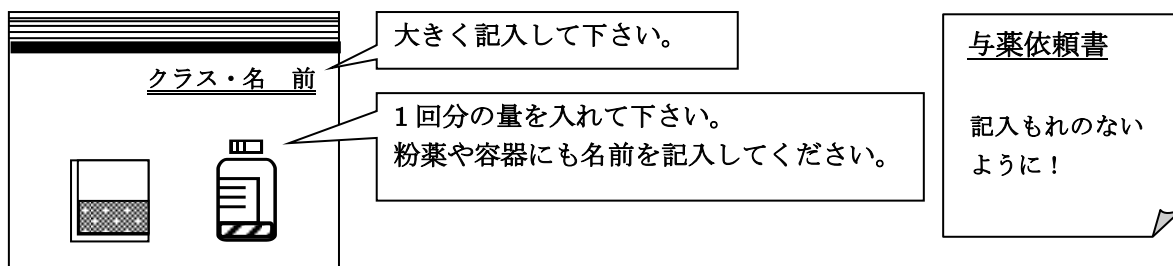 大きく記入して下さい。
クラス・名　前
1回分の量を入れて下さい。
粉薬や容器にも名前を記入してください。
与薬依頼書
記入もれのない
ように！